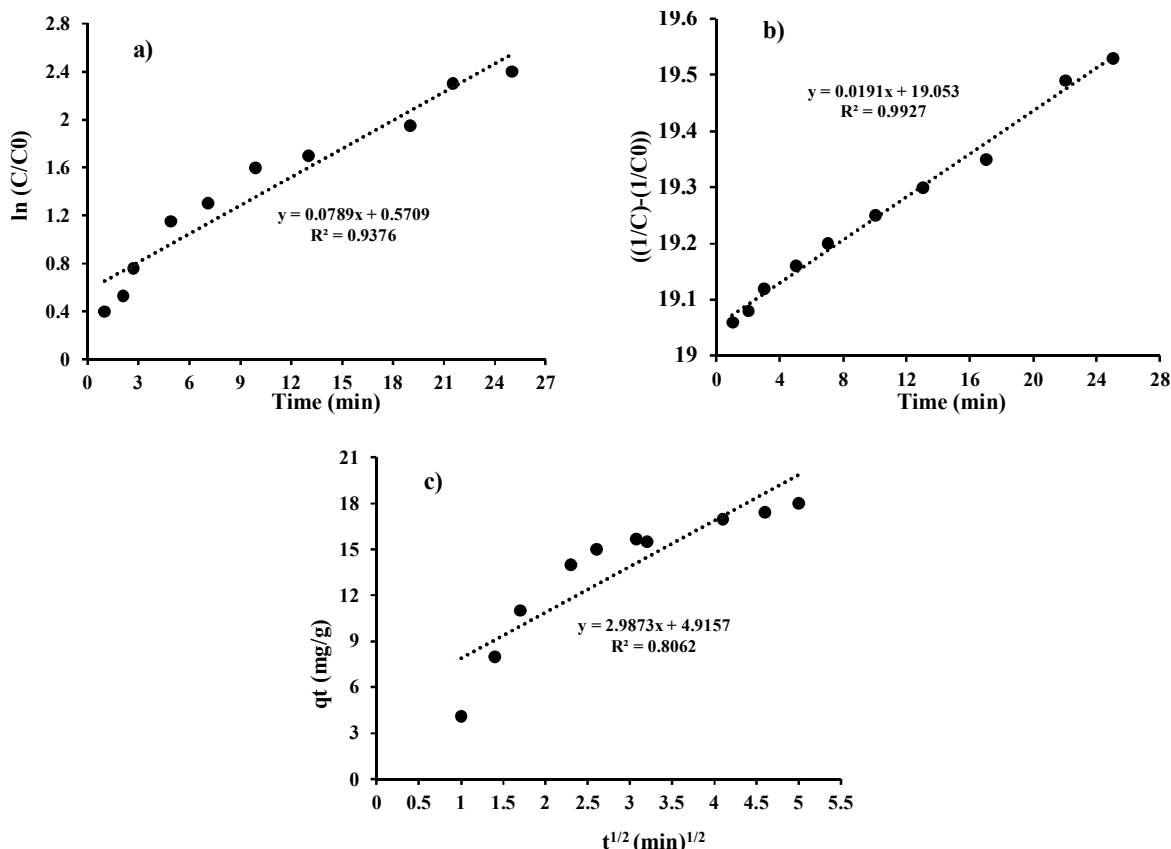 a)
ln (C/C0)
2.8
2.4
2
1.6
1.2
0.8
0.4
0
y = 0.0789x + 0.5709
R² = 0.9376
0 3 6 9 12 15 18 21 24 27
Time (min)
b)
((1/C)-(1/C0))
19.6
19.5
19.4
19.3
19.2
19.1
19
y = 0.0191x + 19.053
R² = 0.9927
0 4 8 12 16 20 24 28
Time (min)
c)
qt (mg/g)
21
18
15
12
9
6
3
0
y = 2.9873x + 4.9157
R² = 0.8062
0 0.5 1 1.5 2 2.5 3 3.5 4 4.5 5 5.5
t¹/² (min)¹/²